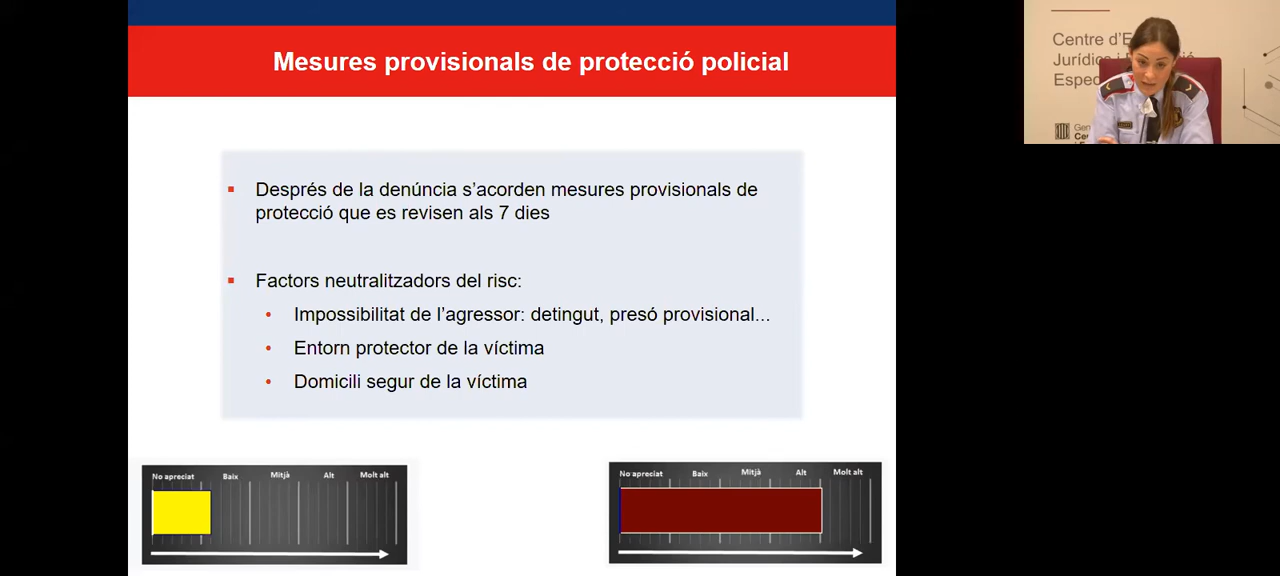 Mesures provisionals de protecció policial
Després de la denúncia s’acorden mesures provisionals de
protecció que es revisen als 7 dies
Factors neutralitzadors del risc:
Impossibilitat de l’agressor: detingut, presó provisional...
Entorn protector de la víctima
Domicili segur de la víctima
No apreciat Baix Mitjà Alt Molt alt
No apreciat Baix Mitjà Alt Molt alt
Centre d’E
Jurídic
Espec